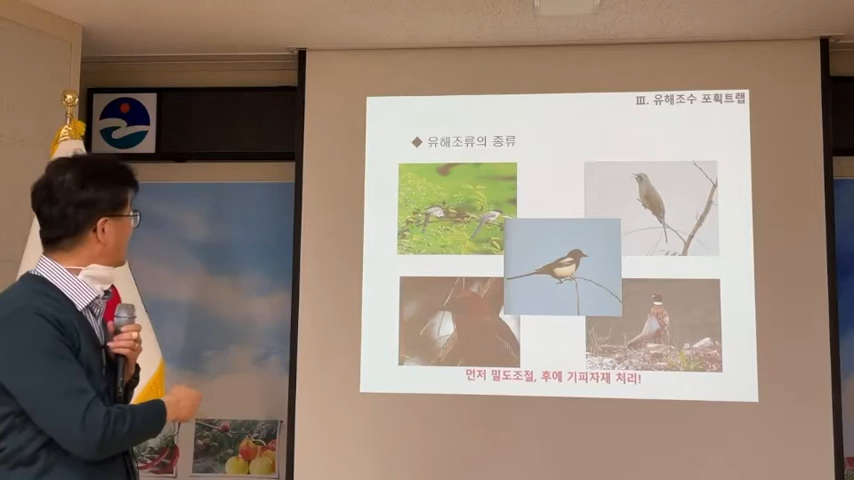 Ⅲ. 유해조수 포획트랩
◆ 유해조류의 종류
먼저 밀도조절, 후에 기피자재 처리!